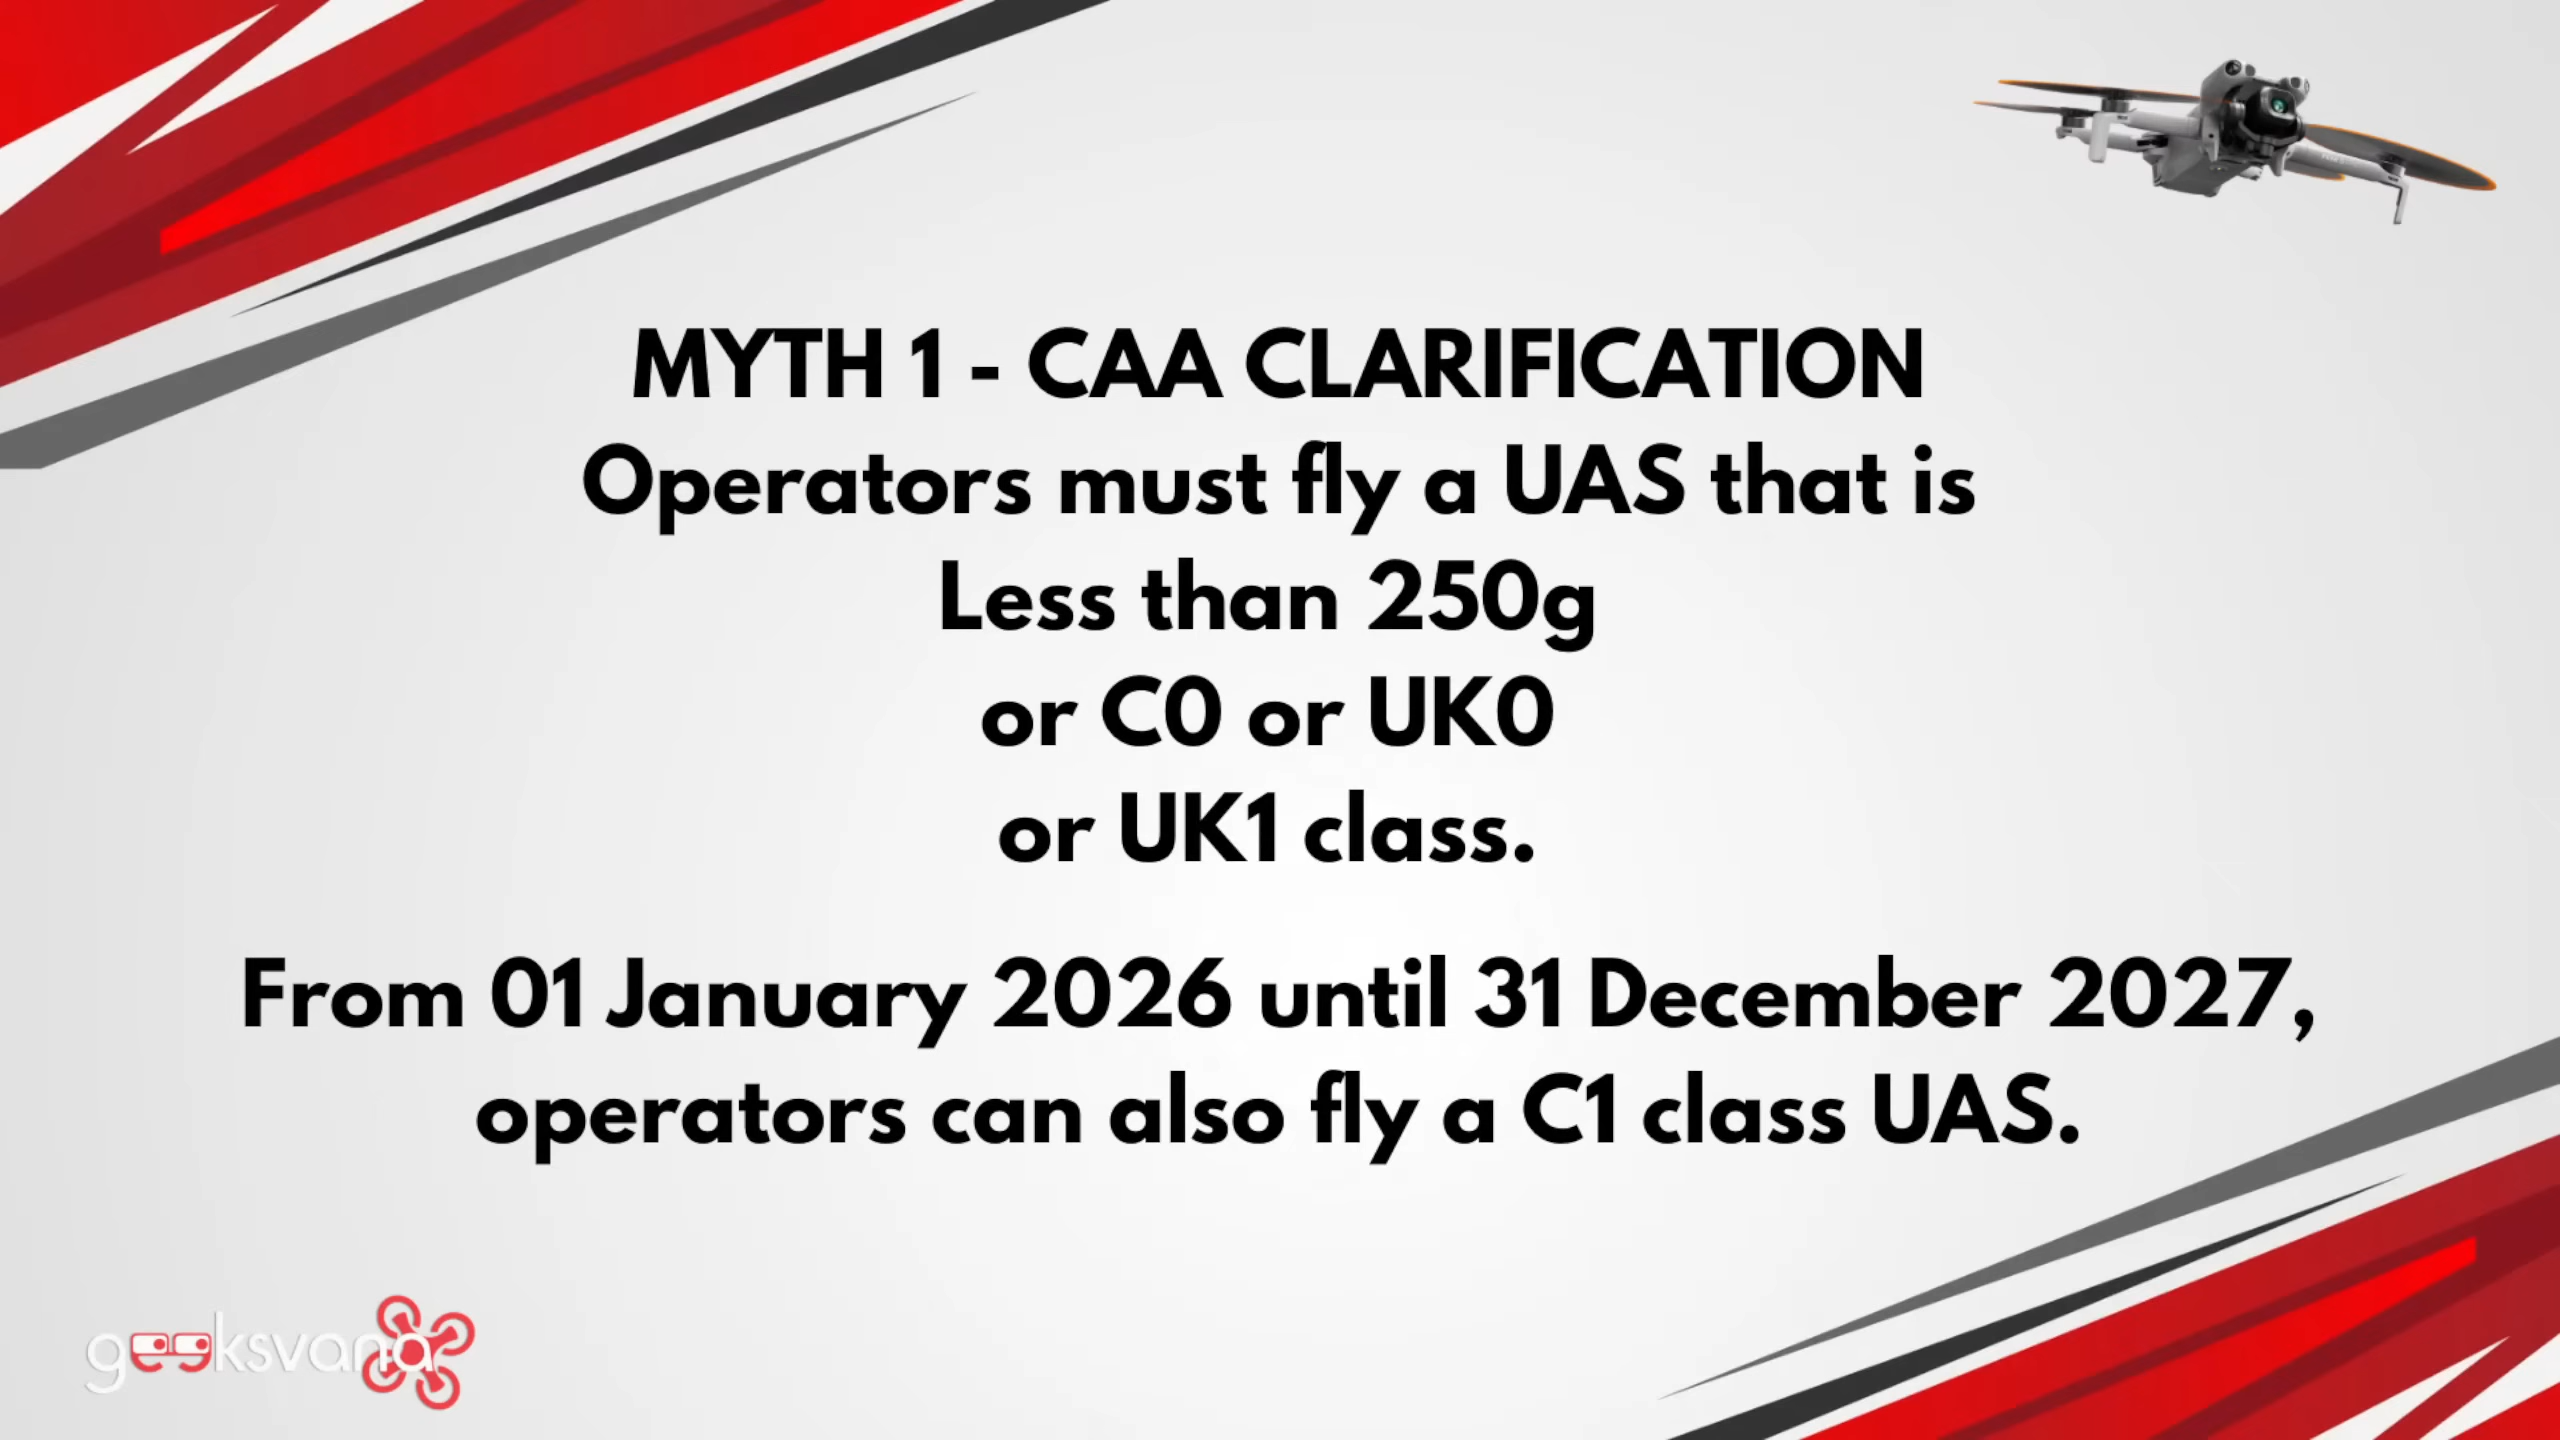 MYTH 1 - CAA CLARIFICATION
Operators must fly a UAS that is
Less than 250g
or C0 or UK0
or UK1 class.
From 01 January 2026 until 31 December 2027,
operators can also fly a C1 class UAS.
geeksvana